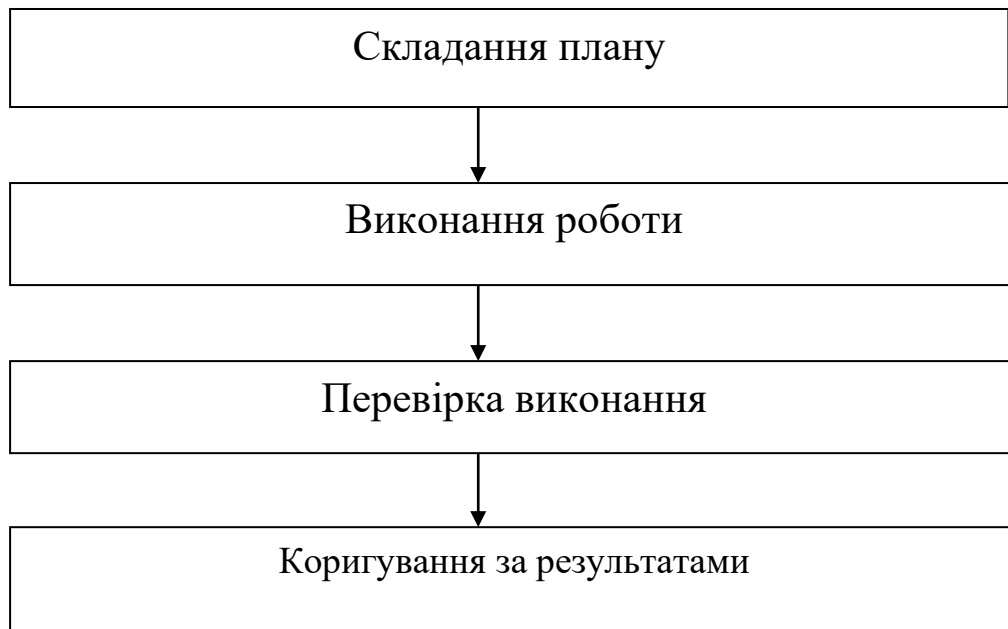 Складання плану
Виконання роботи
Перевірка виконання
Коригування за результатами